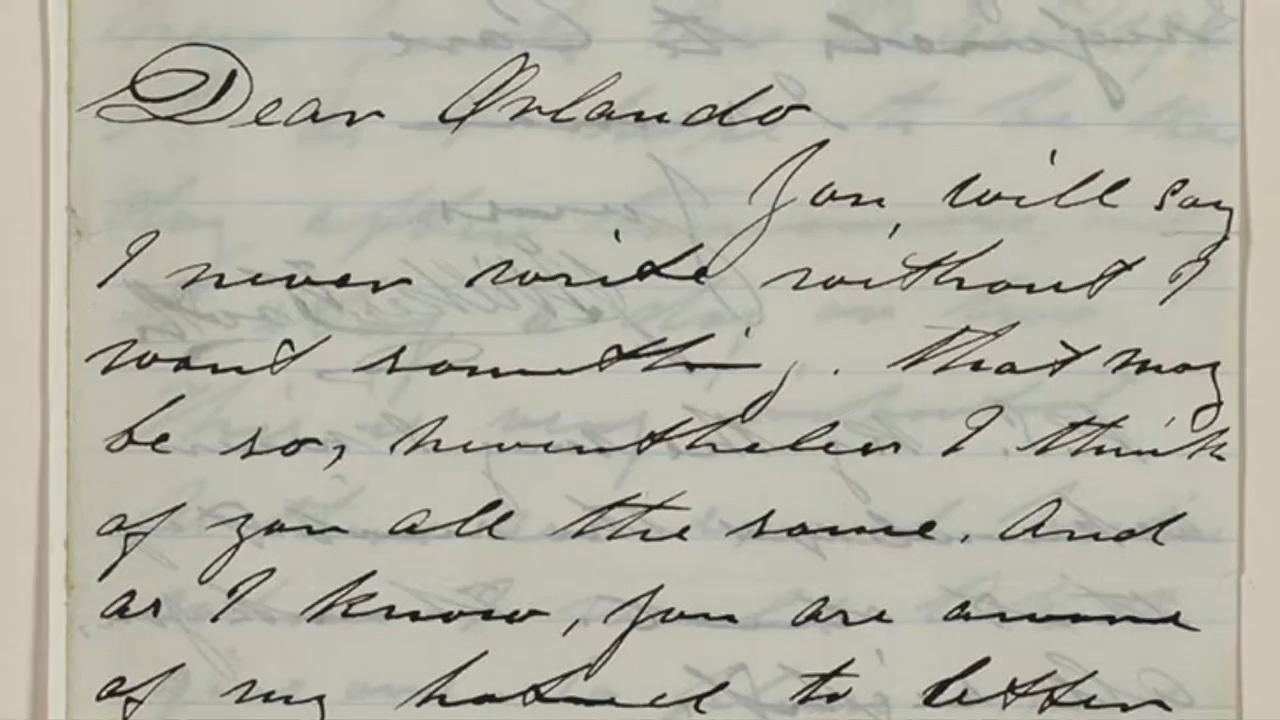 Dear Orlando
You will say
I never write without I
want something. That may
be so, nevertheless I think
of you all the same. And
as I know, you are aware
of my hatred to letter